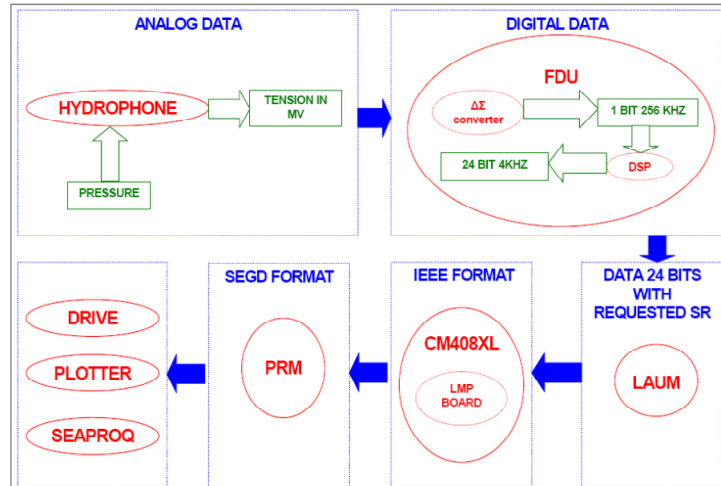 ANALOG DATA
HYDROPHONE
TENSION IN
MV
PRESSURE
DIGITAL DATA
FDU
ΔΣ
converter
1 BIT 256 KHZ
DSP
24 BIT 4KHZ
DATA 24 BITS
WITH
REQUESTED SR
LAUM
IEEE FORMAT
CM408XL
LMP
BOARD
SEGD FORMAT
PRM
DRIVE
PLOTTER
SEAPROQ